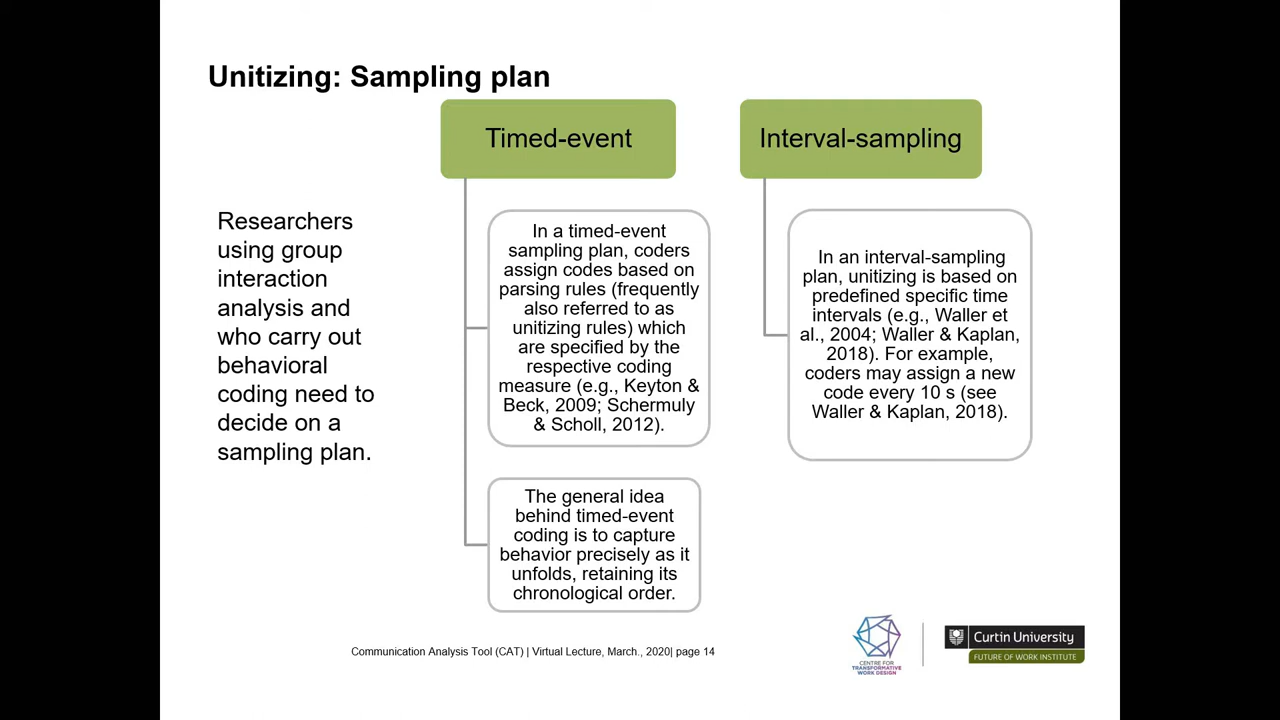 Unitizing: Sampling plan
Researchers
using group
interaction
analysis and
who carry out
behavioral
coding need to
decide on a
sampling plan.
Timed-event
In a timed-event
sampling plan, coders
assign codes based on
parsing rules (frequently
also referred to as
unitizing rules) which
are specified by the
respective coding
measure (e.g., Keyton &
Beck, 2009; Schermuly
& Scholl, 2012).
The general idea
behind timed-event
coding is to capture
behavior precisely as it
unfolds, retaining its
chronological order.
Interval-sampling
In an interval-sampling
plan, unitizing is based on
predefined specific time
intervals (e.g., Waller et
al., 2004; Waller & Kaplan,
2018). For example,
coders may assign a new
code every 10 s (see
Waller & Kaplan, 2018).
Communication Analysis Tool (CAT) | Virtual Lecture, March., 2020| page 14
CENTRE FOR
TRANSFORMATIVE
WORK DESIGN
Curtin University
FUTURE OF WORK INSTITUTE